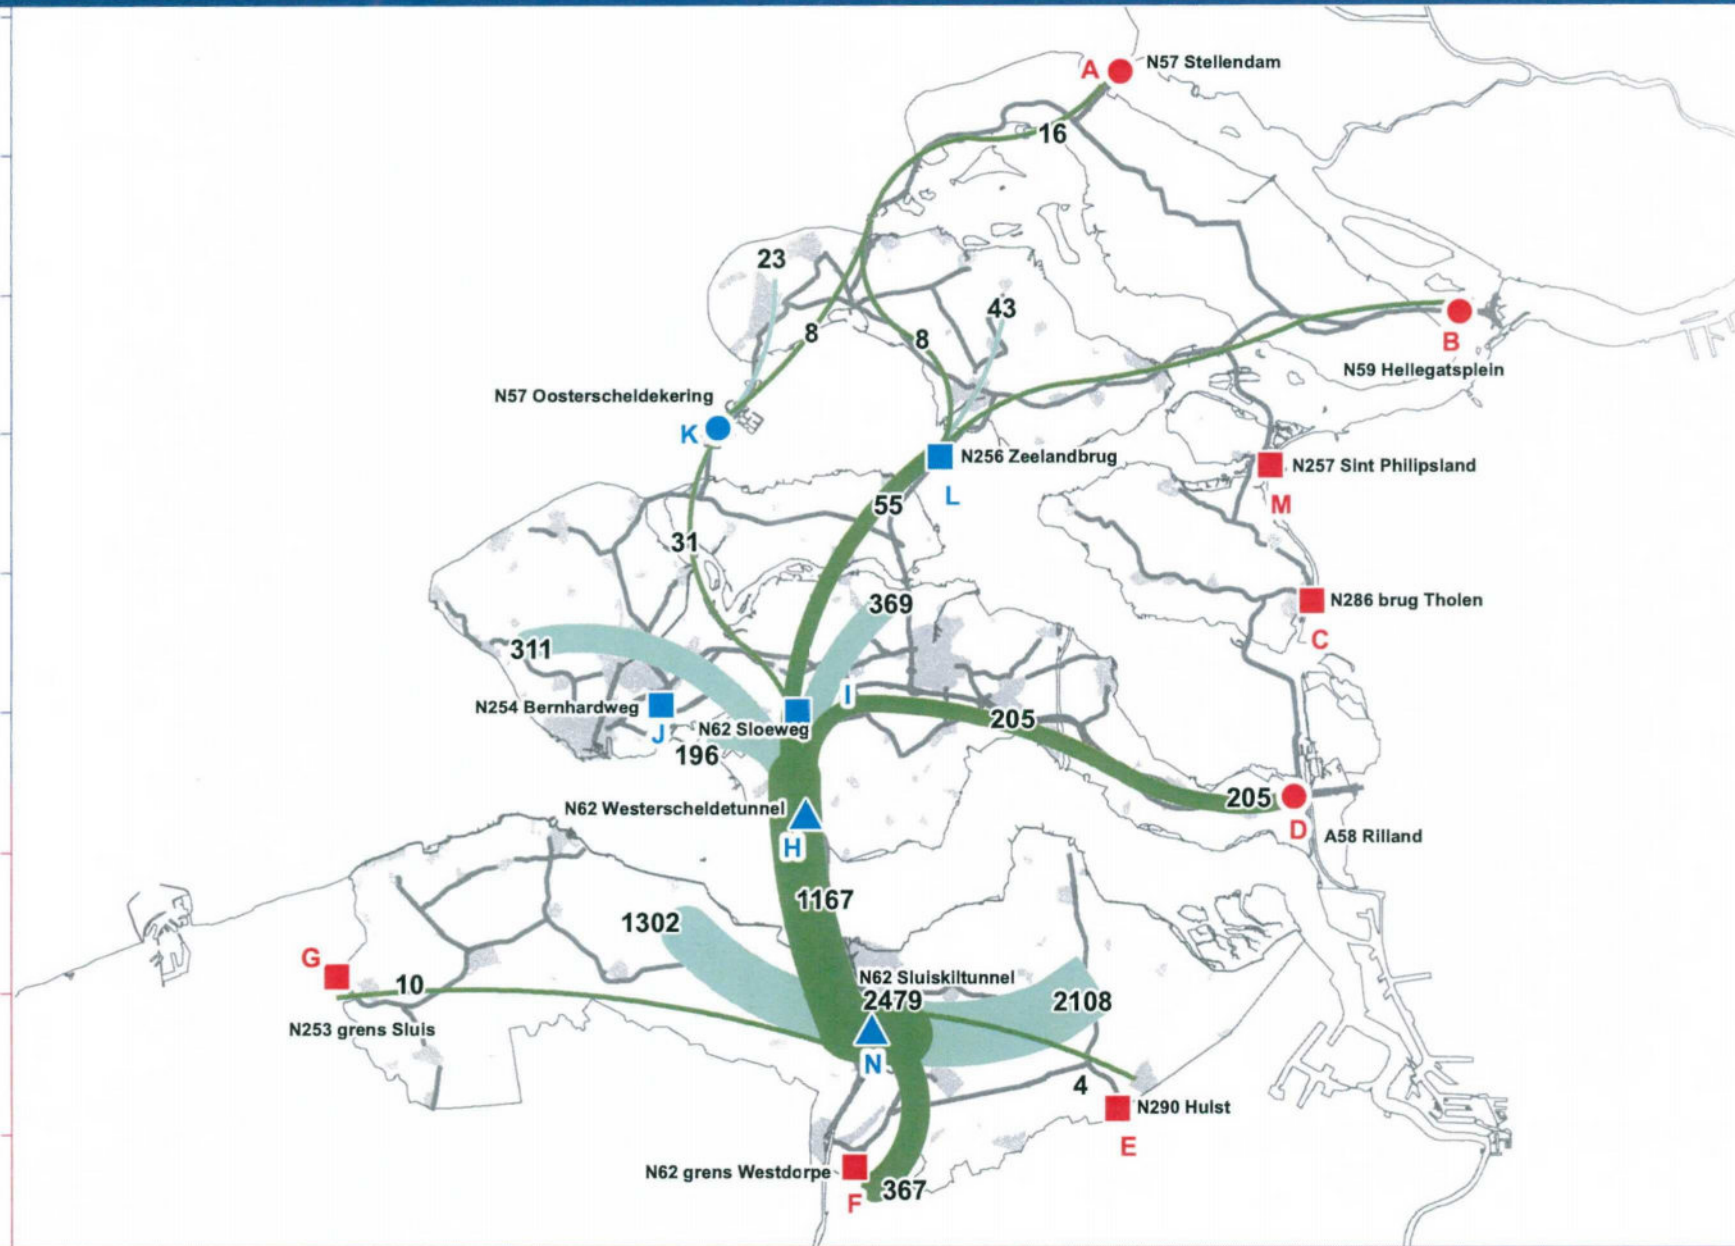 A N57 Stellendam
16
23
43
8
8
B
N59 Hellegatsplein
N57 Oosterscheldekering
K
N256 Zeelandbrug
L
N257 Sint Philipsland
M
55
31
369
N286 brug Tholen
C
311
I
N254 Bernhardweg
J
N62 Sloeweg
205
196
205
D
A58 Rilland
N62 Westerscheldetunnel
H
1167
1302
G
10
N62 Sluiskiltunnel
2479
2108
N253 grens Sluis
N
4
N290 Hulst
E
N62 grens Westdorpe
367
F